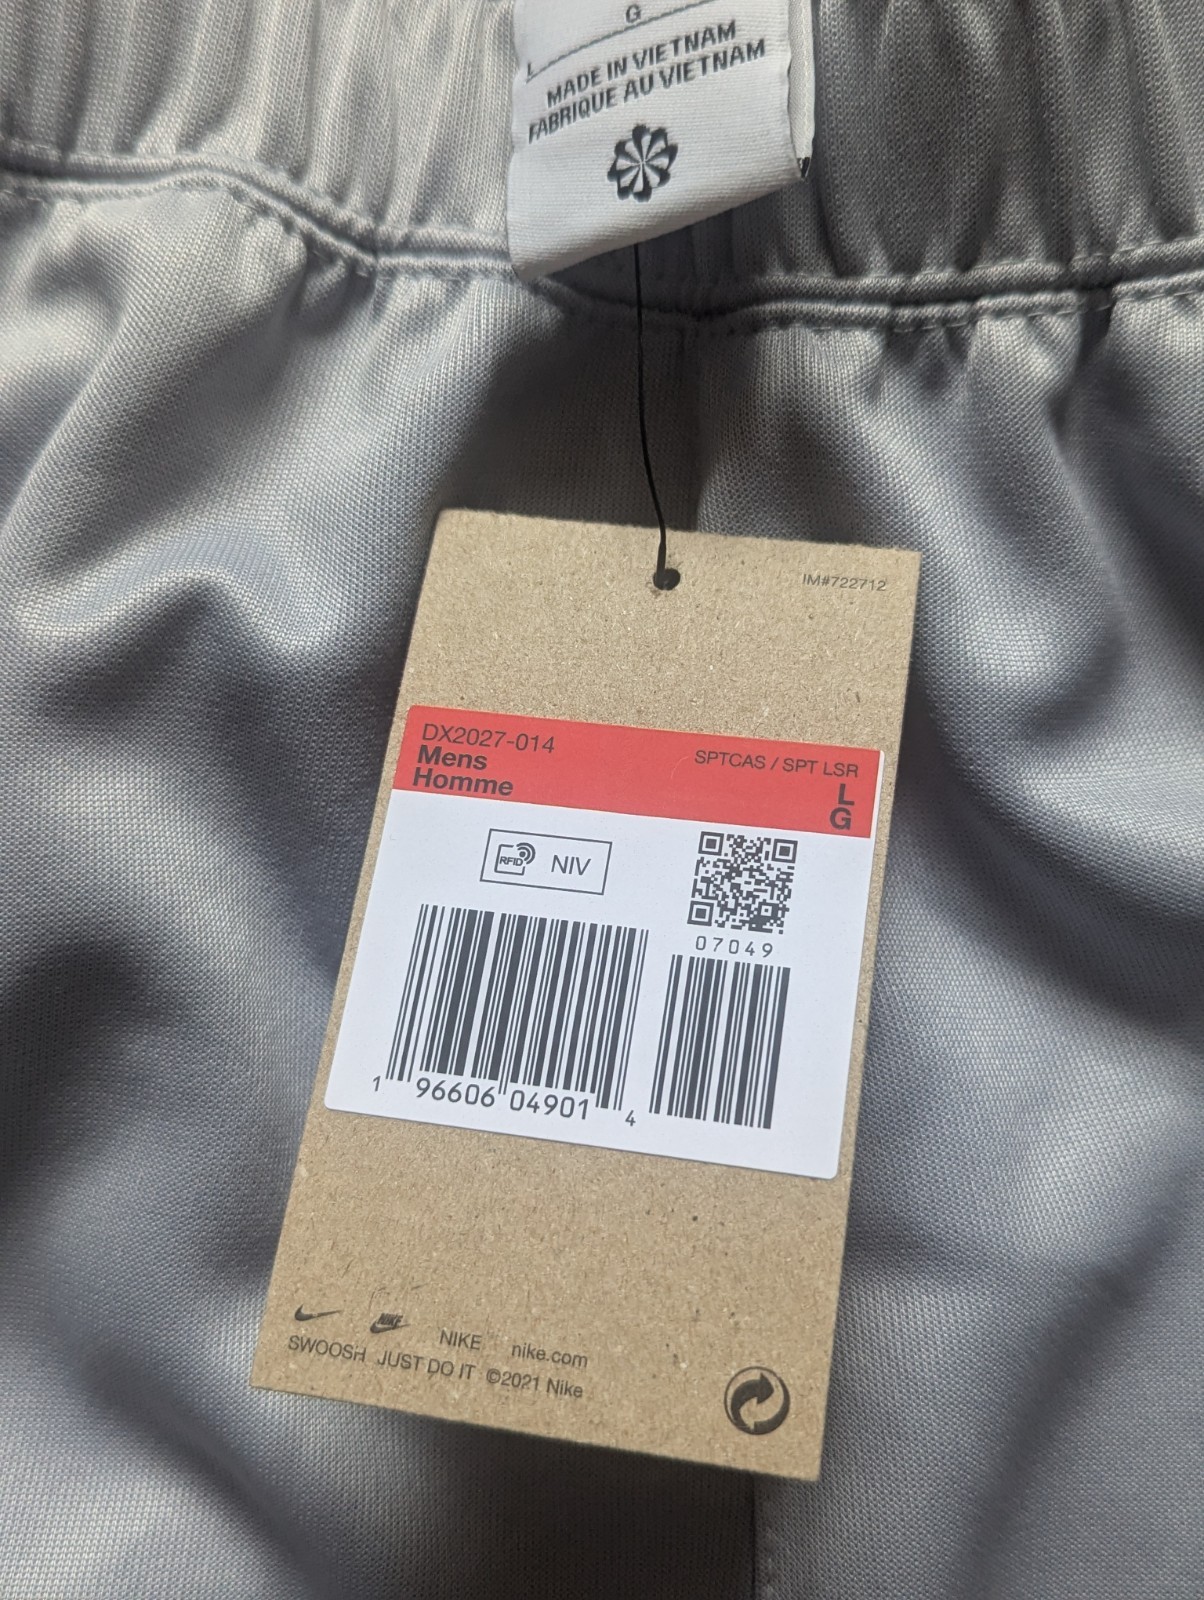 G
L
MADE IN VIETNAM
FABRIQUE AU VIETNAM
IM#722712
DX2027-014
SPTCAS / SPT LSR
Mens
Homme
L
G
RFID
NIV
07049
1 96606 04901 4
NIKE
NIKE nike.com
SWOOSH JUST DO IT ©2021 Nike